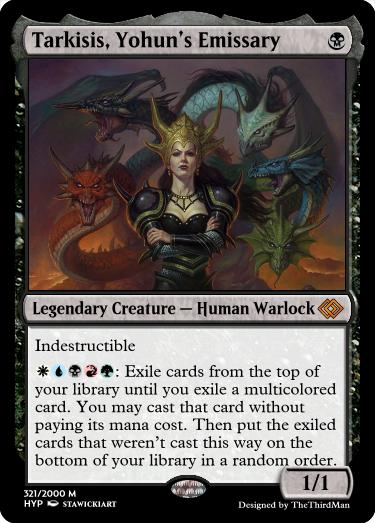 Tarkisis, Yohun's Emissary
Legendary Creature — Human Warlock
Indestructible
: Exile cards from the top of
your library until you exile a multicolored
card. You may cast that card without
paying its mana cost. Then put the exiled
cards that weren't cast this way on the
bottom of your library in a random order.
1/1
321/2000 M
HYP STAWICKIART
Designed by TheThirdMan